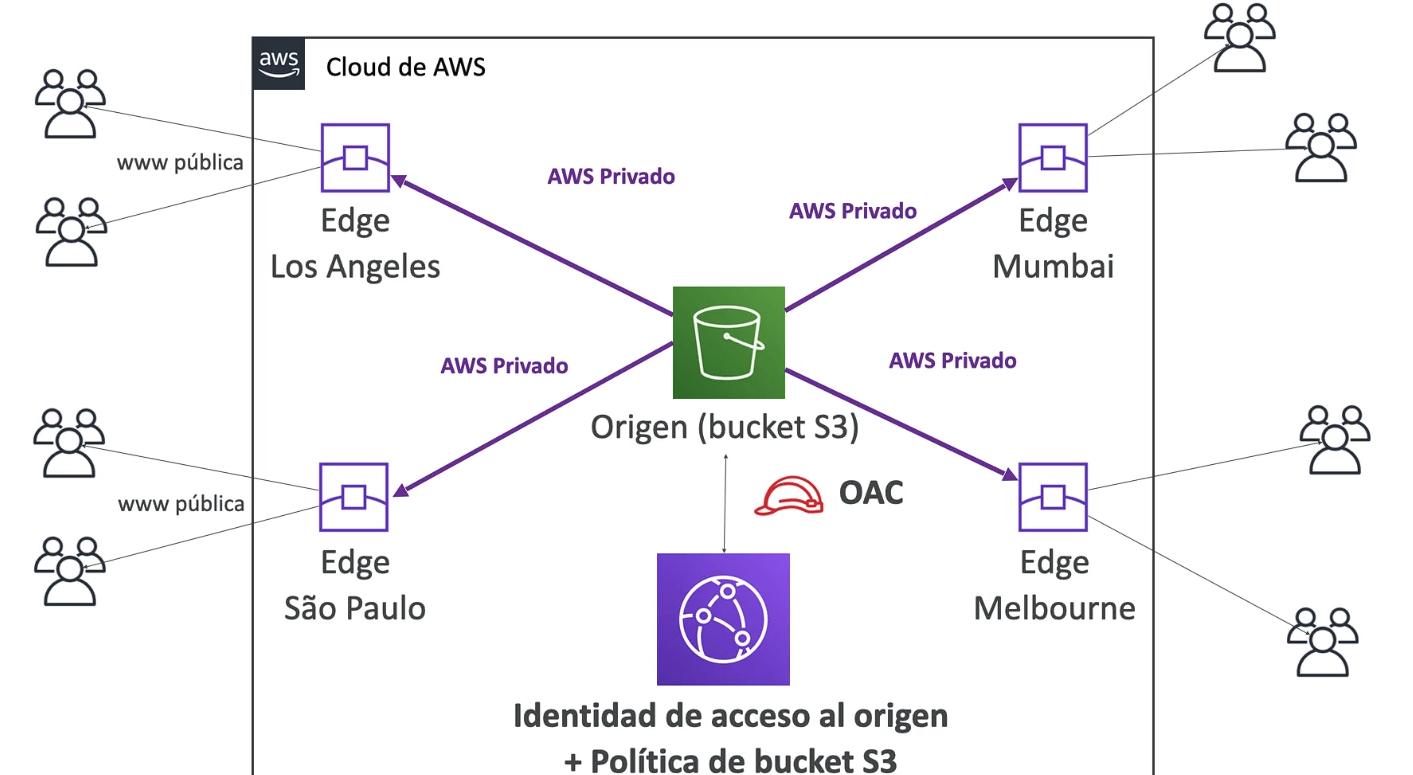 aws
Cloud de AWS
www pública
AWS Privado
AWS Privado
Edge
Los Angeles
Edge
Mumbai
AWS Privado
AWS Privado
Origen (bucket S3)
OAC
www pública
Edge
São Paulo
Edge
Melbourne
Identidad de acceso al origen
+ Política de bucket S3